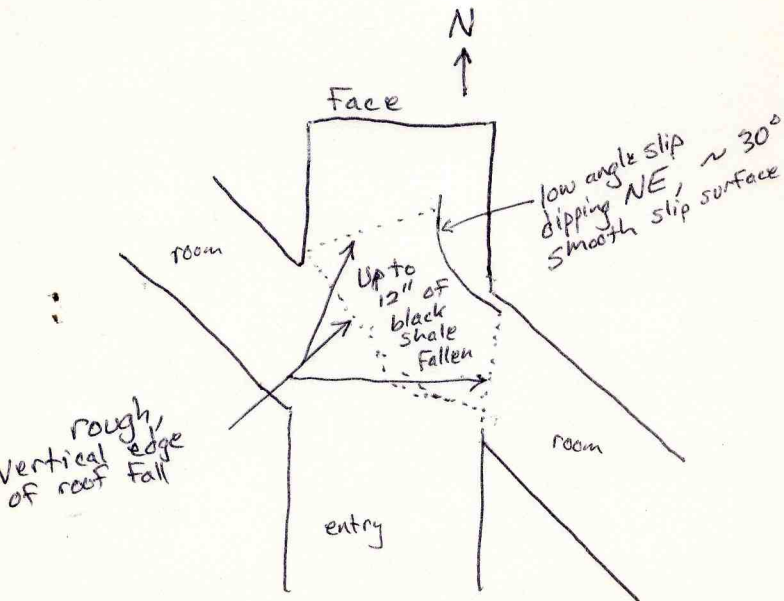 N
Face
low angle slip
dipping NE, ~ 30°
smooth slip surface
room
Up to
12" of
black
shale
fallen
rough,
vertical edge
of roof fall
room
entry